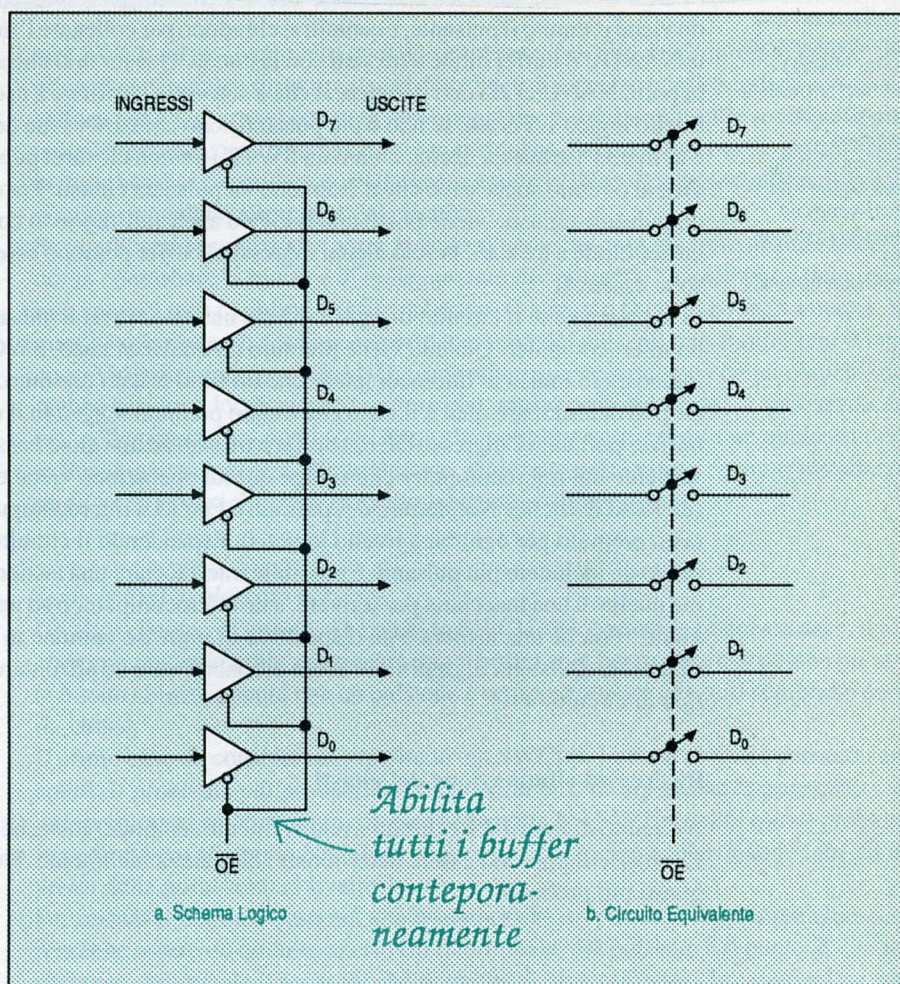 INGRESSI
USCITE
D7
D6
D5
D4
D3
D2
D1
D0
OE
a. Schema Logico
Abilita
tutti i buffer
contepora-
neamente
D7
D6
D5
D4
D3
D2
D1
D0
OE
b. Circuito Equivalente